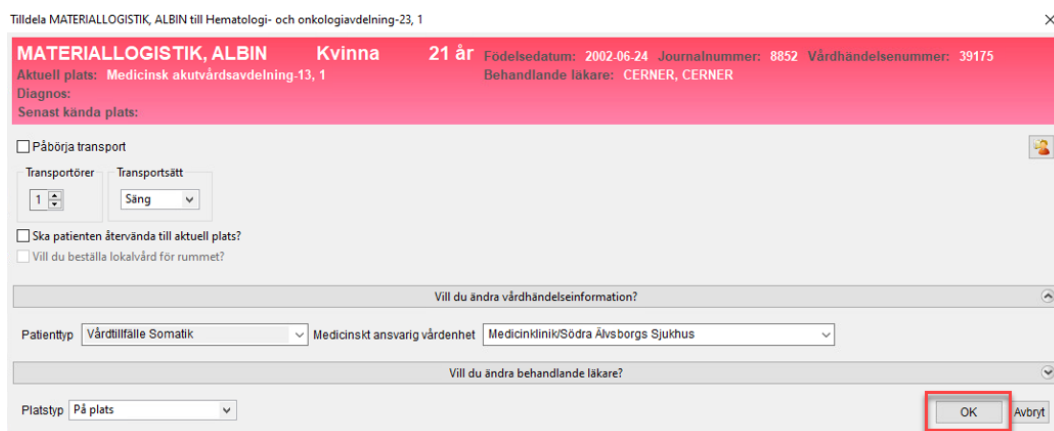 Tilldela MATERIALLOGISTIK, ALBIN till Hematologi- och onkologiavdelning-23, 1
MATERIALLOGISTIK, ALBIN Kvinna 21 år Födelsedatum: 2002-06-24 Journalnummer: 8852 Vårdhändelsenummer: 39175
Aktuell plats: Medicinsk akutvårdsavdelning-13, 1 Behandlande läkare: CERNER, CERNER
Diagnos:
Senast kända plats:
Påbörja transport
Transportörer Transportsätt
1 Säng
Ska patienten återvända till aktuell plats?
Vill du beställa lokalvård för rummet?
Vill du ändra vårdhändelseinformation?
Patienttyp Vårdtillfälle Somatik Medicinskt ansvarig vårdenhet Medicinklinik/Södra Älvsborgs Sjukhus
Vill du ändra behandlande läkare?
Platstyp På plats OK Avbryt